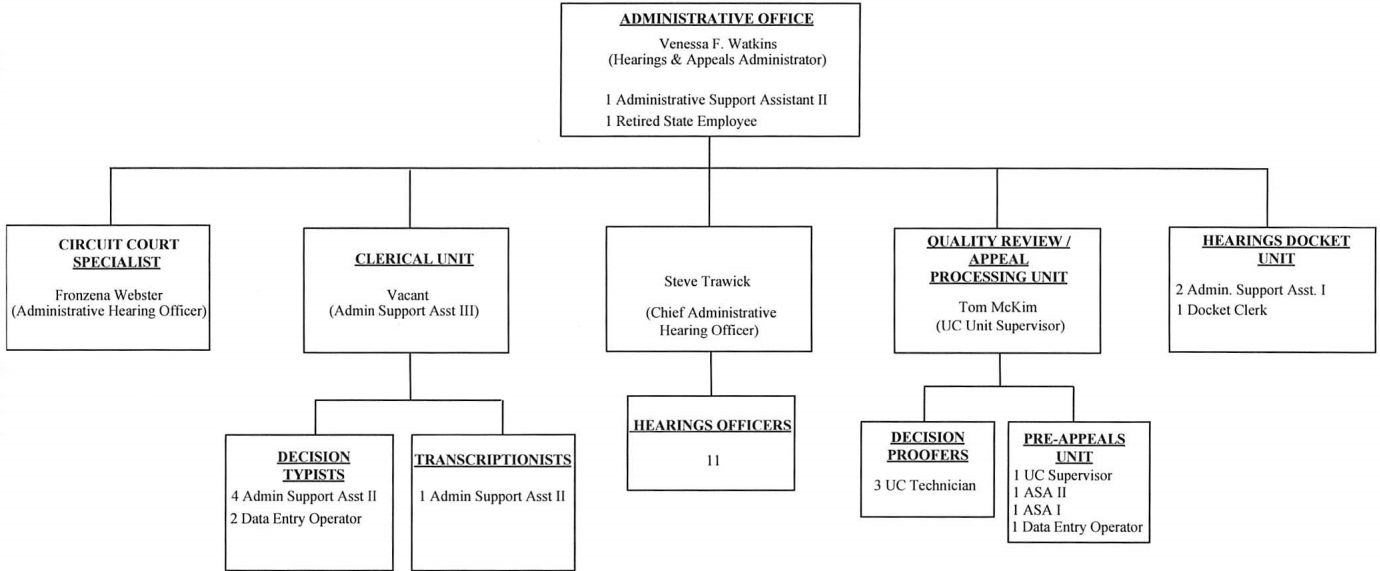 ADMINISTRATIVE OFFICE
Venessa F. Watkins
(Hearings & Appeals Administrator)
1 Administrative Support Assistant II
1 Retired State Employee
CIRCUIT COURT
SPECIALIST
Fronzena Webster
(Administrative Hearing Officer)
CLERICAL UNIT
Vacant
(Admin Support Asst III)
Steve Trawick
(Chief Administrative
Hearing Officer)
QUALITY REVIEW /
APPEAL
PROCESSING UNIT
Tom McKim
(UC Unit Supervisor)
HEARINGS DOCKET
UNIT
2 Admin. Support Asst. I
1 Docket Clerk
DECISION
TYPISTS
4 Admin Support Asst II
2 Data Entry Operator
TRANSCRIPTIONISTS
1 Admin Support Asst II
HEARINGS OFFICERS
11
DECISION
PROOFERS
3 UC Technician
PRE-APPEALS
UNIT
1 UC Supervisor
1 ASA II
1 ASA I
1 Data Entry Operator